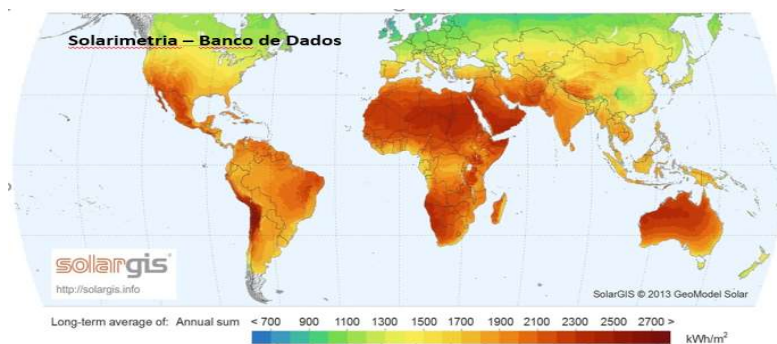 Solarimetria – Banco de Dados
solargis
http://solargis.info
SolarGIS © 2013 GeoModel Solar
Long-term average of: Annual sum < 700 900 1100 1300 1500 1700 1900 2100 2300 2500 2700 >
kWh/m²